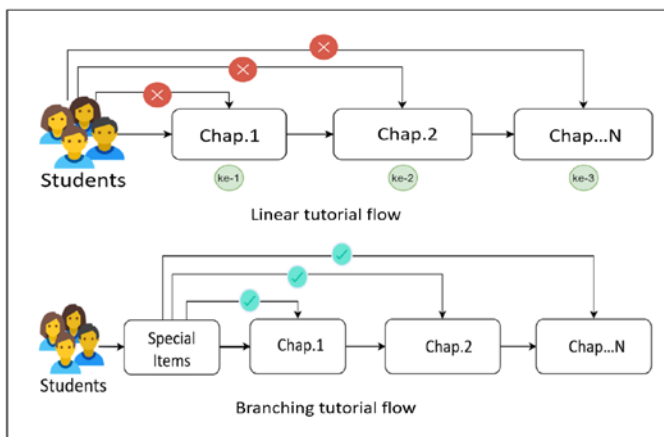 Chap.1
Chap.2
Chap...N
Students
ke-1
ke-2
ke-3
Linear tutorial flow
Special
Items
Chap.1
Chap.2
Chap...N
Students
Branching tutorial flow